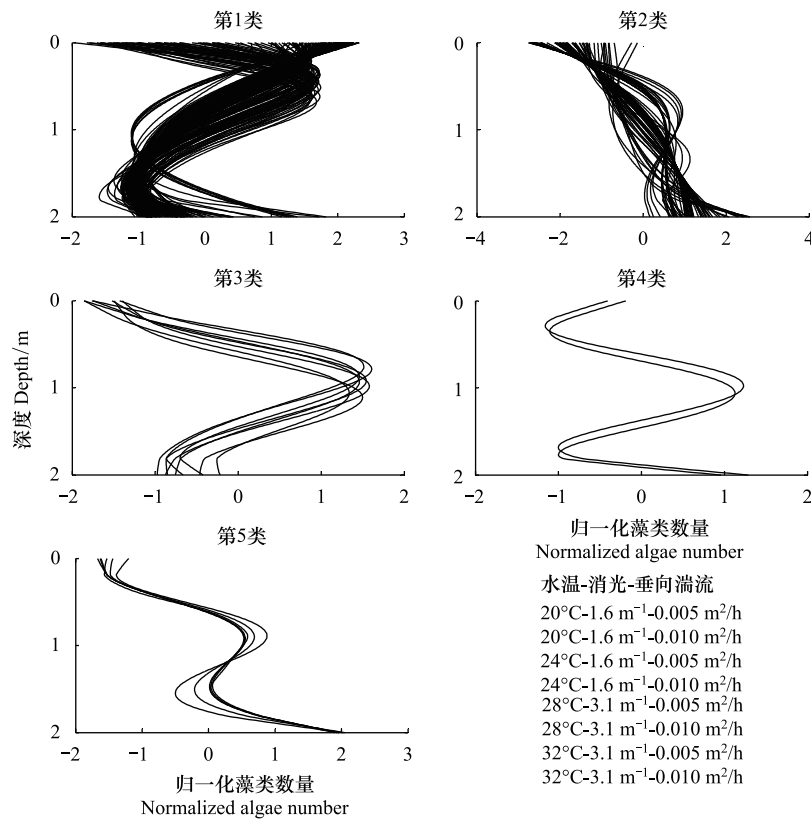 第1类
0
1
2
−2
−1
0
1
2
3
第2类
0
1
2
−4
−2
0
2
4
第3类
0
1
2
−2
−1
0
1
2
深度 Depth/m
第4类
0
1
2
−2
−1
0
1
2
归一化藻类数量
Normalized algae number
第5类
0
1
2
−2
−1
0
1
2
3
归一化藻类数量
Normalized algae number
水温-消光-垂向湍流
20°C-1.6 m⁻¹-0.005 m²/h
20°C-1.6 m⁻¹-0.010 m²/h
24°C-1.6 m⁻¹-0.005 m²/h
24°C-1.6 m⁻¹-0.010 m²/h
28°C-3.1 m⁻¹-0.005 m²/h
28°C-3.1 m⁻¹-0.010 m²/h
32°C-3.1 m⁻¹-0.005 m²/h
32°C-3.1 m⁻¹-0.010 m²/h